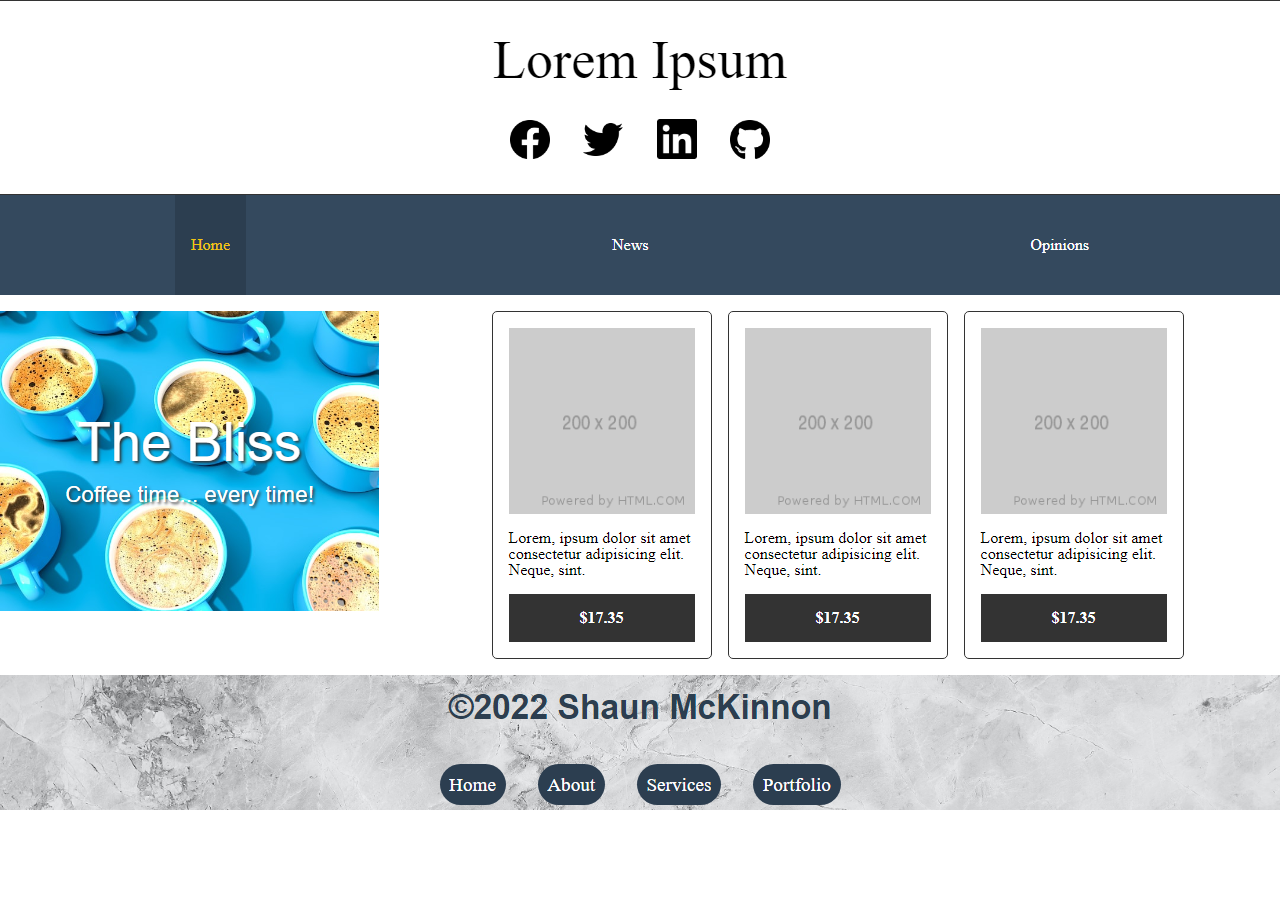 Lorem Ipsum
Home
News
Opinions
The Bliss
Coffee time... every time!
200 x 200
Powered by HTML.COM
Lorem, ipsum dolor sit amet
consectetur adipisicing elit.
Neque, sint.
$17.35
200 x 200
Powered by HTML.COM
Lorem, ipsum dolor sit amet
consectetur adipisicing elit.
Neque, sint.
$17.35
200 x 200
Powered by HTML.COM
Lorem, ipsum dolor sit amet
consectetur adipisicing elit.
Neque, sint.
$17.35
©2022 Shaun McKinnon
Home
About
Services
Portfolio